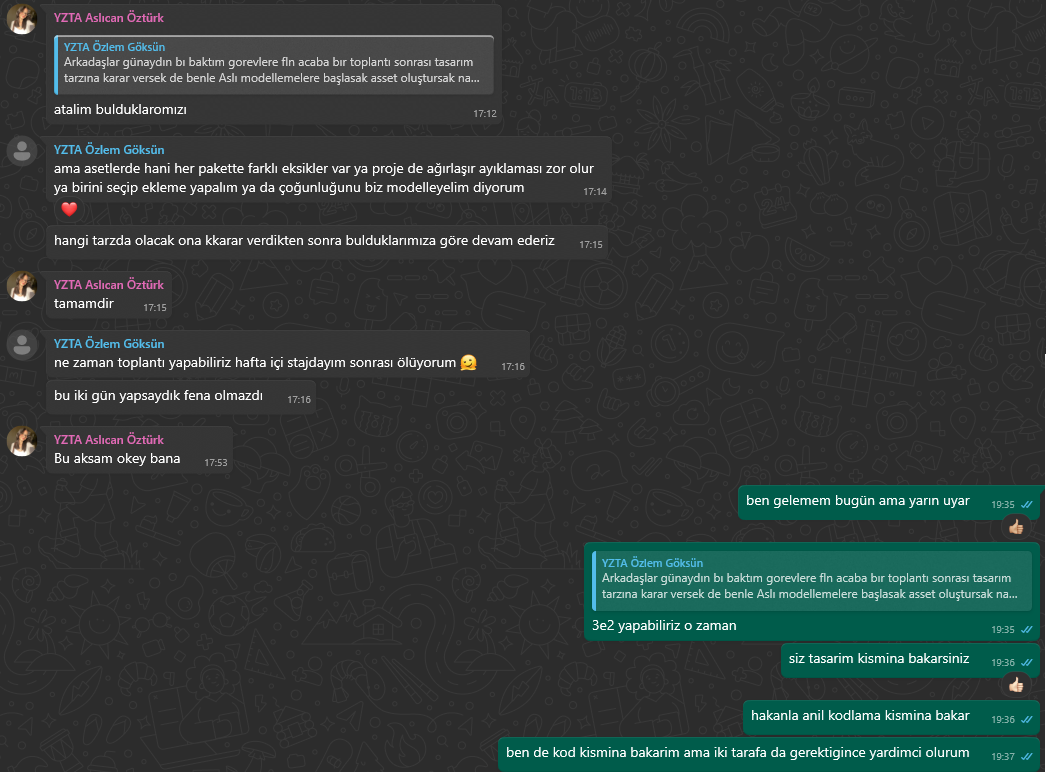 YZTA Aslıcan Öztürk
YZTA Özlem Göksün
Arkadaşlar günaydın bı baktım gorevlere fln acaba bır toplantı sonrası tasarım
tarzına karar versek de benle Aslı modellemelere başlasak asset oluştursak na...
atalim bulduklaromızı
17:12
YZTA Özlem Göksün
ama asetlerde hani her pakette farklı eksikler var ya proje de ağırlaşır ayıklaması zor olur
ya birini seçip ekleme yapalım ya da çoğunluğunu biz modelleyelim diyorum
17:14
❤️
hangi tarzda olacak ona kkarar verdikten sonra bulduklarımıza göre devam ederiz
17:15
YZTA Aslıcan Öztürk
tamamdir
17:15
YZTA Özlem Göksün
ne zaman toplantı yapabiliriz hafta içi stajdayım sonrası ölüyorum 🫠
17:16
bu iki gün yapsaydık fena olmazdı
17:16
YZTA Aslıcan Öztürk
Bu aksam okey bana
17:53
ben gelemem bugün ama yarın uyar
19:35
👍🏼
YZTA Özlem Göksün
Arkadaşlar günaydın bı baktım gorevlere fln acaba bır toplantı sonrası tasarım
tarzına karar versek de benle Aslı modellemelere başlasak asset oluştursak na...
3e2 yapabiliriz o zaman
19:35
siz tasarim kismina bakarsiniz
19:36
👍🏼
hakanla anil kodlama kismina bakar
19:36
ben de kod kismina bakarim ama iki tarafa da gerektigince yardimci olurum
19:37